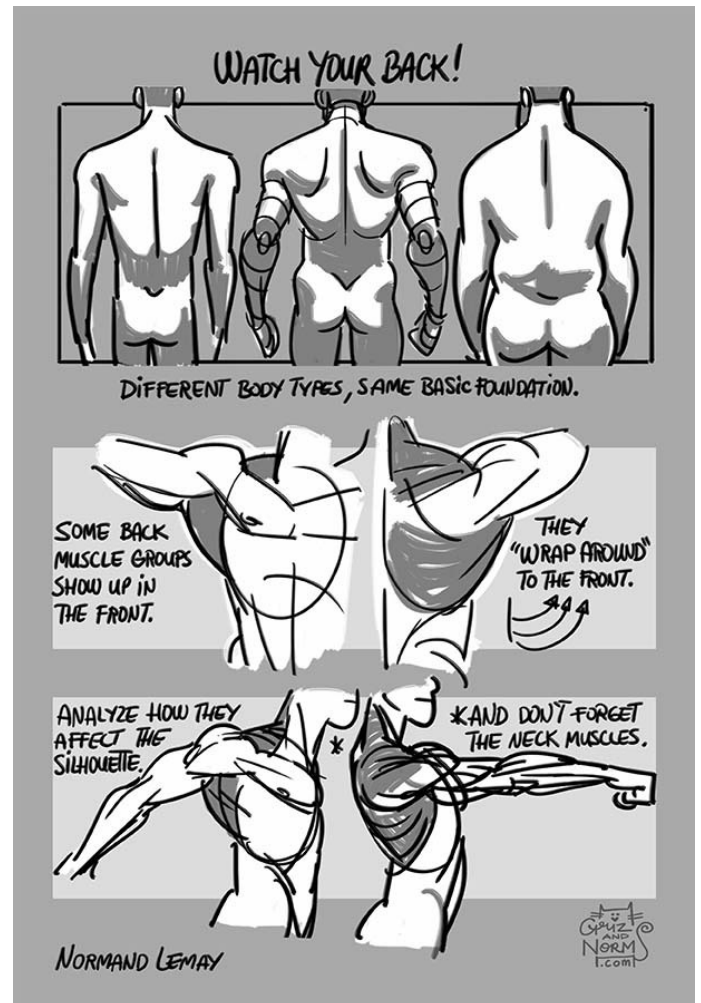 WATCH YOUR BACK!
DIFFERENT BODY TYPES, SAME BASIC FOUNDATION.
SOME BACK
MUSCLE GROUPS
SHOW UP IN
THE FRONT.
THEY
"WRAP AROUND"
TO THE FRONT.
ANALYZE HOW THEY
AFFECT THE
SILHOUETTE.
*
*AND DON'T FORGET
THE NECK MUSCLES.
NORMAND LEMAY
GRIZ
AND
NORM
.com